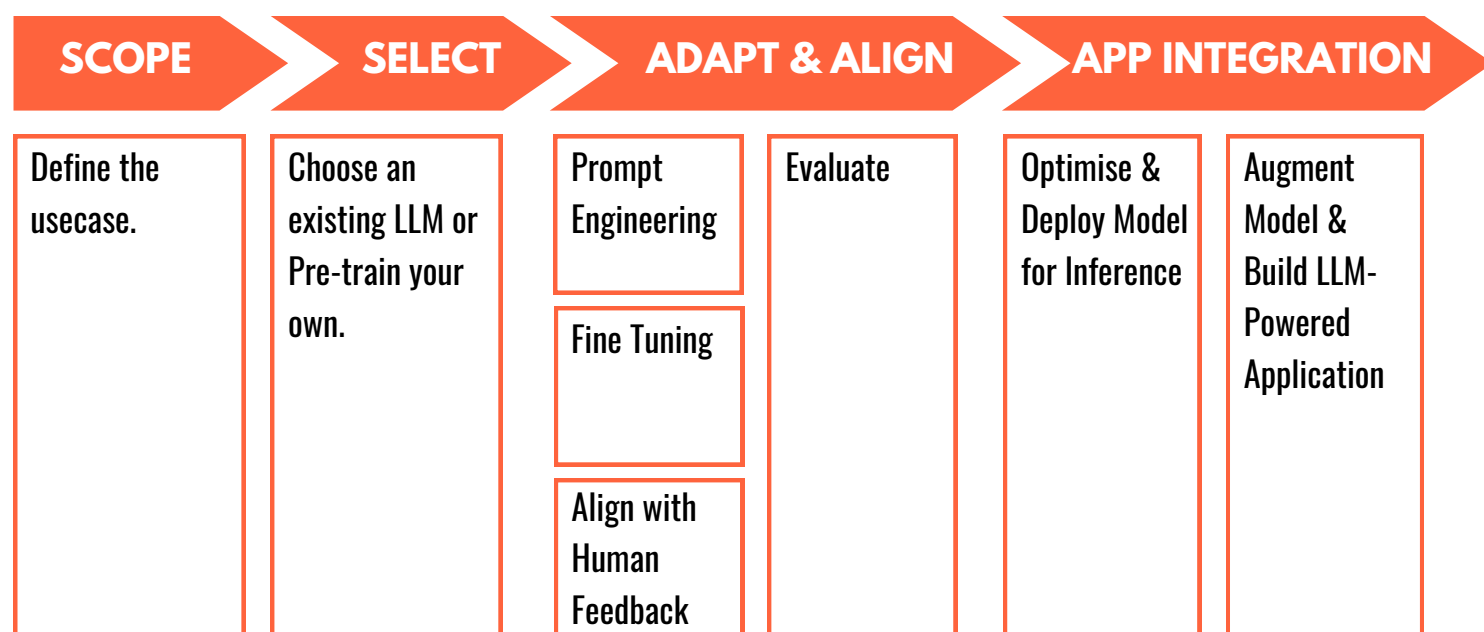 SCOPE
SELECT
ADAPT & ALIGN
APP INTEGRATION
Define the
usecase.
Choose an
existing LLM or
Pre-train your
own.
Prompt
Engineering
Fine Tuning
Align with
Human
Feedback
Evaluate
Optimise &
Deploy Model
for Inference
Augment
Model &
Build LLM-
Powered
Application